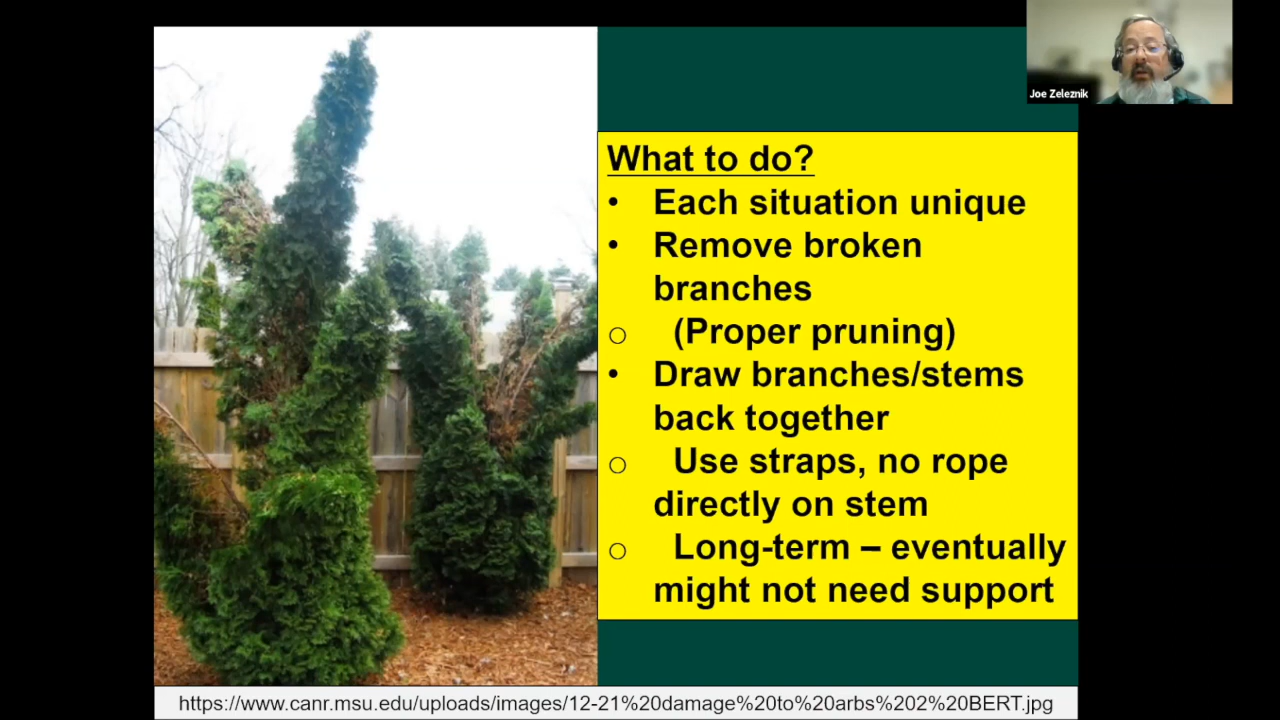 Joe Zeleznik
What to do?
• Each situation unique
• Remove broken
branches
o (Proper pruning)
• Draw branches/stems
back together
o Use straps, no rope
directly on stem
o Long-term – eventually
might not need support
https://www.canr.msu.edu/uploads/images/12-21%20damage%20to%20arbs%202%20BERT.jpg